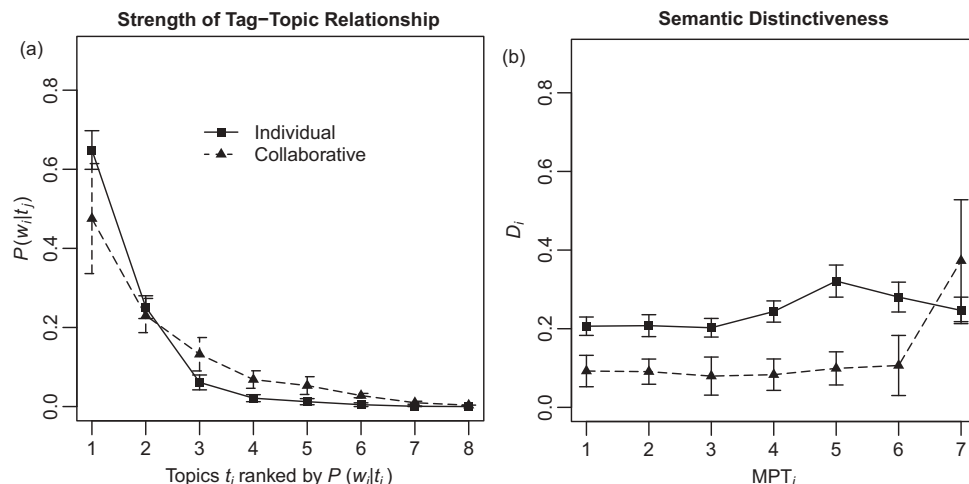 Strength of Tag−Topic Relationship
(a)
0.8
0.6
0.4
0.2
0.0
P(wi|tj)
Individual
Collaborative
1 2 3 4 5 6 7 8
Topics ti ranked by P (wi|ti)
Semantic Distinctiveness
(b)
0.8
0.6
0.4
0.2
0.0
Di
1 2 3 4 5 6 7
MPTi